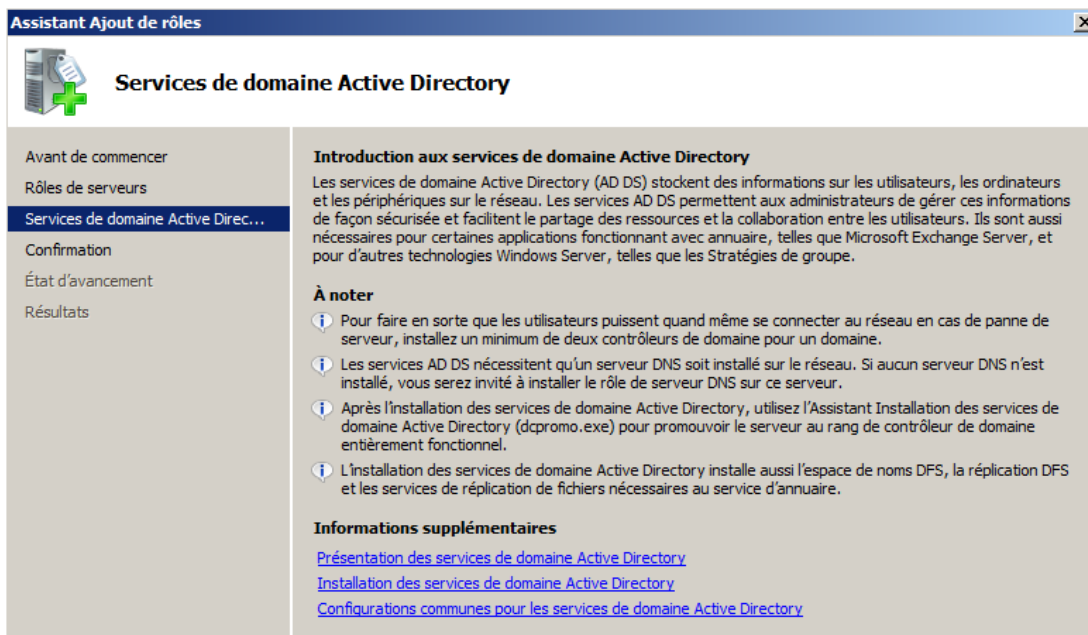 Assistant Ajout de rôles
Services de domaine Active Directory
Avant de commencer
Rôles de serveurs
Services de domaine Active Direc...
Confirmation
État d'avancement
Résultats
Introduction aux services de domaine Active Directory
Les services de domaine Active Directory (AD DS) stockent des informations sur les utilisateurs, les ordinateurs
et les périphériques sur le réseau. Les services AD DS permettent aux administrateurs de gérer ces informations
de façon sécurisée et facilitent le partage des ressources et la collaboration entre les utilisateurs. Ils sont aussi
nécessaires pour certaines applications fonctionnant avec annuaire, telles que Microsoft Exchange Server, et
pour d'autres technologies Windows Server, telles que les Stratégies de groupe.
À noter
Pour faire en sorte que les utilisateurs puissent quand même se connecter au réseau en cas de panne de
serveur, installez un minimum de deux contrôleurs de domaine pour un domaine.
Les services AD DS nécessitent qu'un serveur DNS soit installé sur le réseau. Si aucun serveur DNS n'est
installé, vous serez invité à installer le rôle de serveur DNS sur ce serveur.
Après l'installation des services de domaine Active Directory, utilisez l'Assistant Installation des services de
domaine Active Directory (dcpromo.exe) pour promouvoir le serveur au rang de contrôleur de domaine
entièrement fonctionnel.
L'installation des services de domaine Active Directory installe aussi l'espace de noms DFS, la réplication DFS
et les services de réplication de fichiers nécessaires au service d'annuaire.
Informations supplémentaires
Présentation des services de domaine Active Directory
Installation des services de domaine Active Directory
Configurations communes pour les services de domaine Active Directory